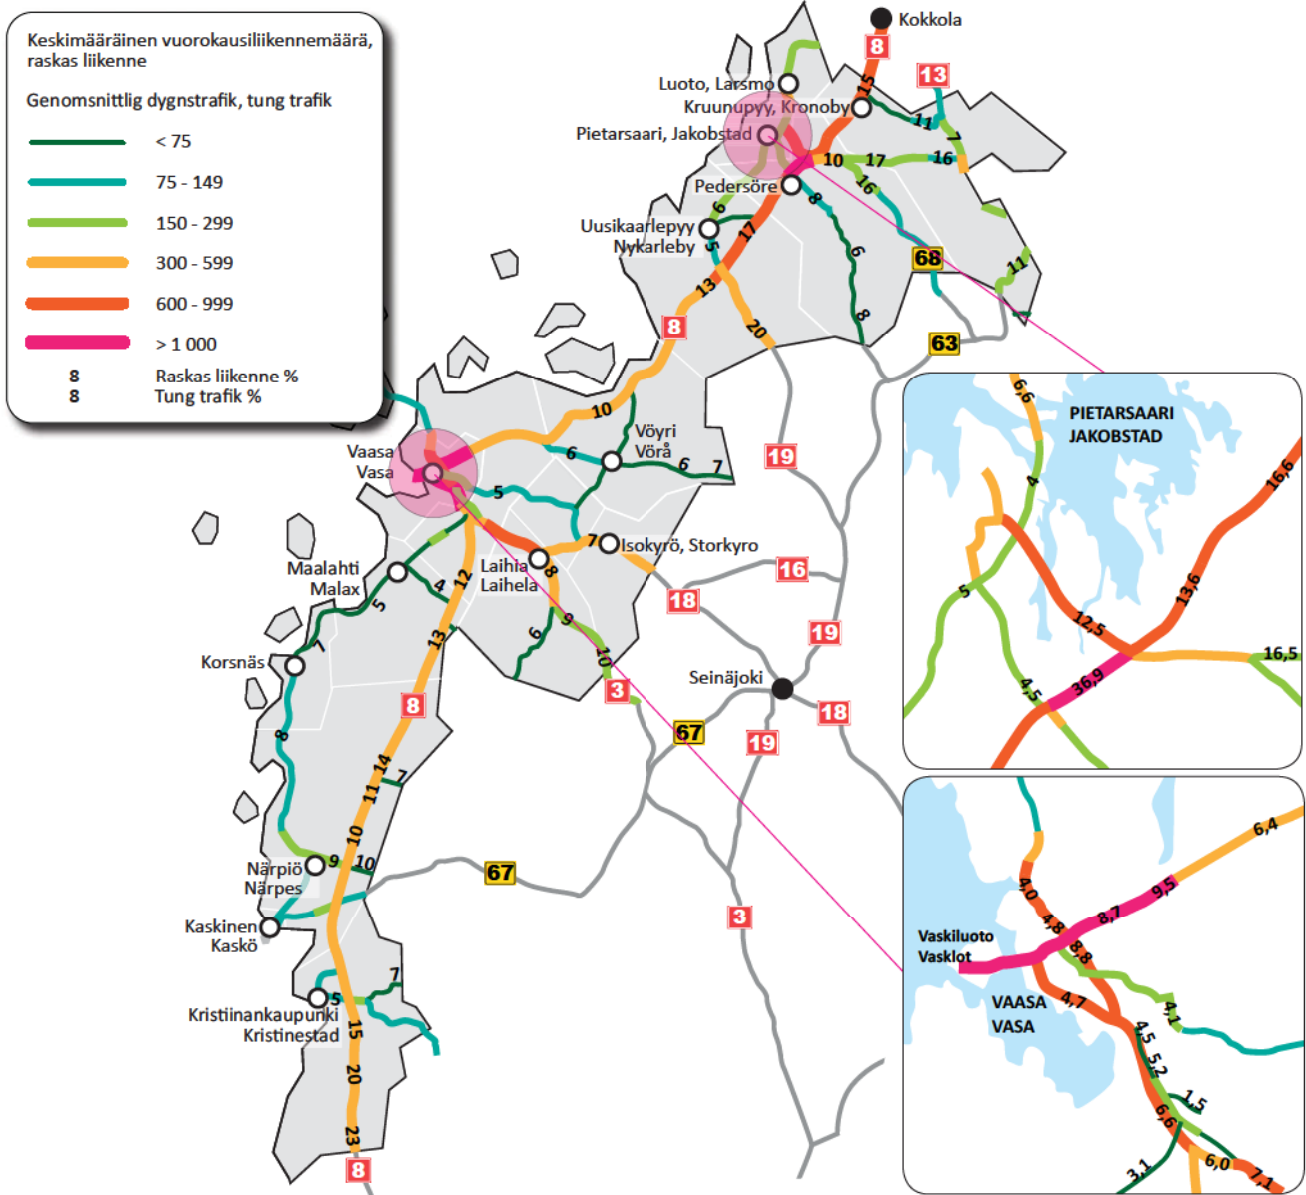 Keskimääräinen vuorokausiliikennemäärä,
raskas liikenne
Genomsnittlig dygnstrafik, tung trafik
< 75
75 - 149
150 - 299
300 - 599
600 - 999
> 1 000
8 Raskas liikenne %
8 Tung trafik %
Kokkola
8
15
13
Luoto, Larsmo
Kruunupyy, Kronoby
11
7
Pietarsaari, Jakobstad
10
17
16
16
Pedersöre
8
6
Uusikaarlepyy
Nykarleby
17
5
6
68
11
13
20
8
8
63
10
Vöyri
Vörå
6
6
7
Vaasa
Vasa
5
19
7
Isokyrö, Storkyro
Laihia
Laihela
8
16
Maalahti
Malax
4
12
18
5
9
6
13
10
19
7
Korsnäs
3
Seinäjoki
18
8
67
19
8
14
7
11
10
9
10
Närpiö
Närpes
67
3
Kaskinen
Kaskö
7
5
Kristiinankaupunki
Kristinestad
15
20
23
8
PIETARSAARI
JAKOBSTAD
6,6
4
16,6
13,6
5
12,5
16,5
4,5
36,9
6,4
4,0
9,5
8,7
4,8
8,8
Vaskiluoto
Vasklot
VAASA
VASA
4,7
4,1
4,5
5,2
1,5
6,6
3,1
6,0
7,1